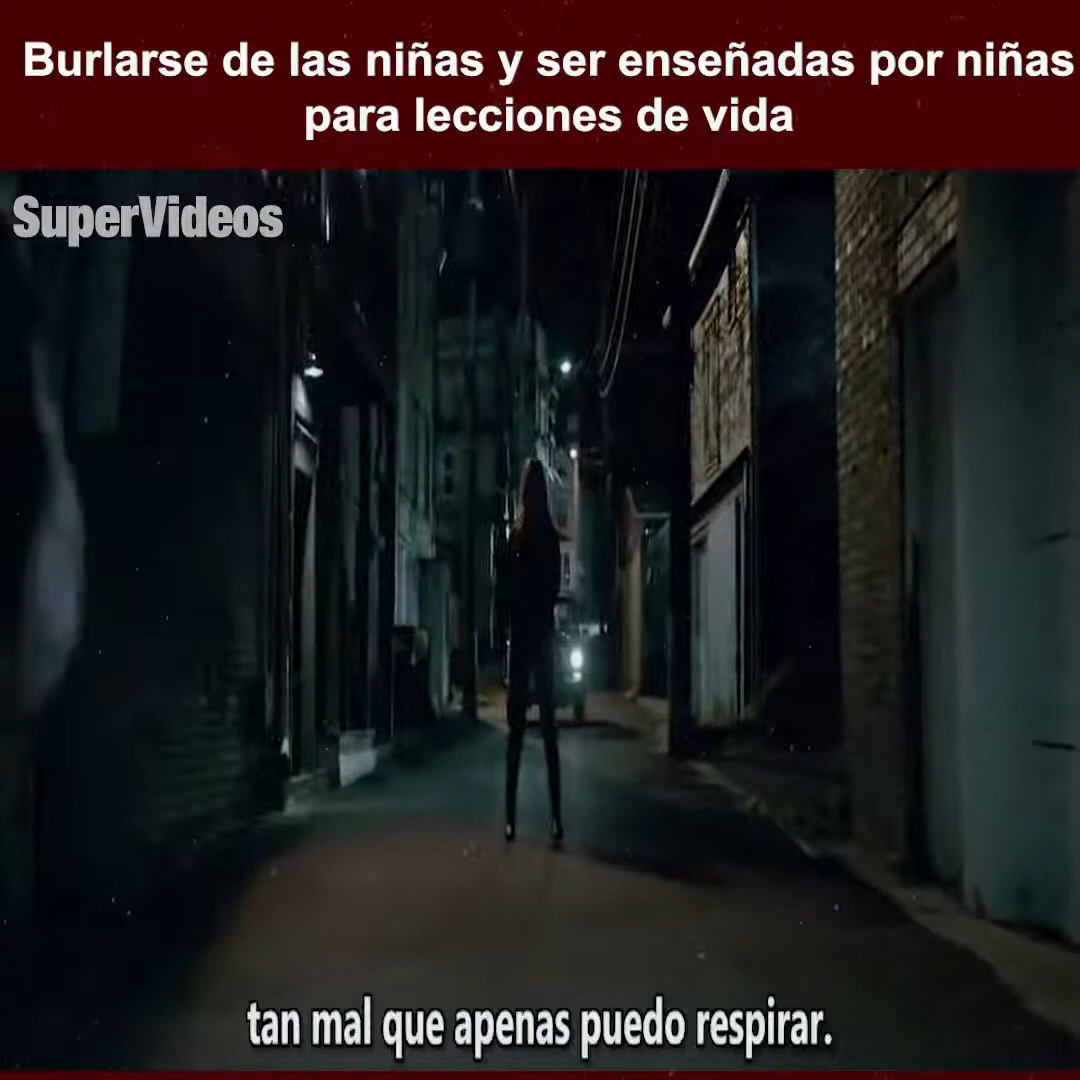 Burlarse de las niñas y ser enseñadas por niñas
para lecciones de vida
SuperVideos
tan mal que apenas puedo respirar.